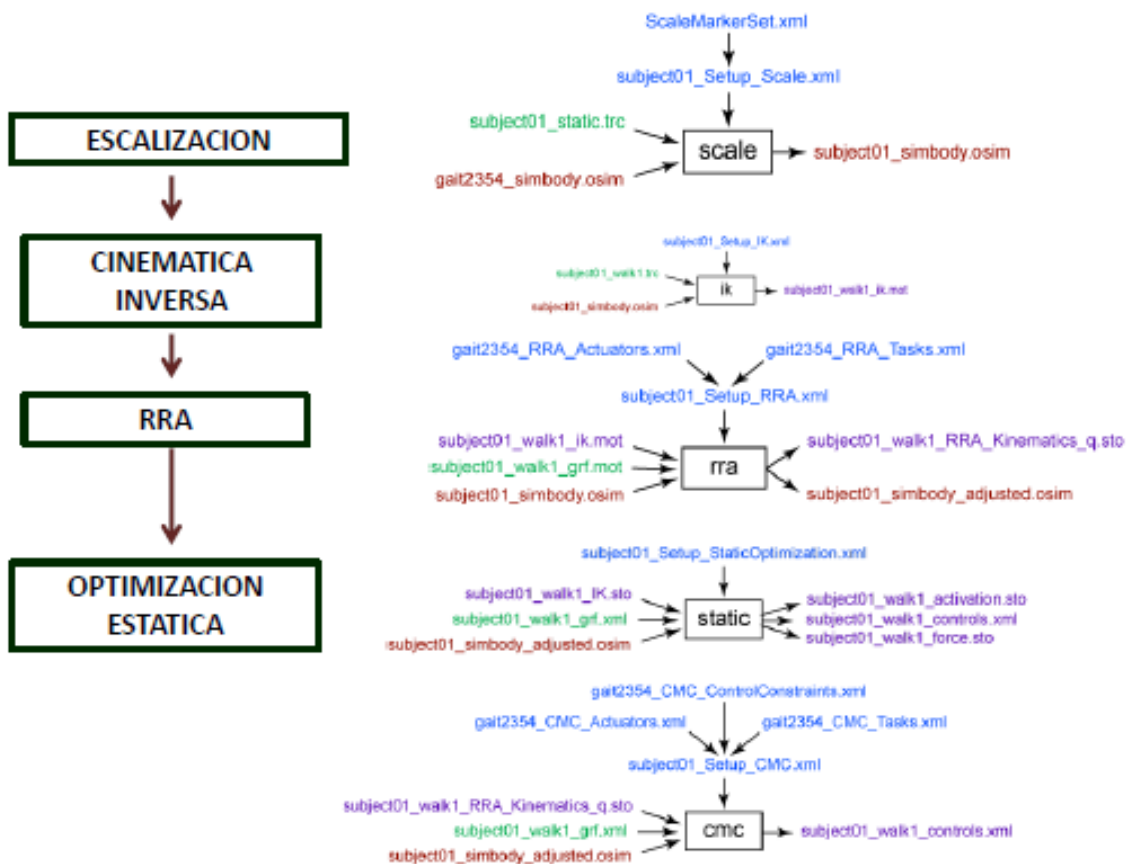 ESCALIZACION
CINEMATICA
INVERSA
RRA
OPTIMIZACION
ESTATICA
ScaleMarkerSet.xml
subject01_Setup_Scale.xml
subject01_static.trc
gait2354_simbody.osim
scale
subject01_simbody.osim
subject01_Setup_IK.xml
subject01_walk1.trc
subject01_simbody.osim
ik
subject01_walk1_ik.mot
gait2354_RRA_Actuators.xml
gait2354_RRA_Tasks.xml
subject01_Setup_RRA.xml
subject01_walk1_ik.mot
subject01_walk1_grf.mot
subject01_simbody.osim
rra
subject01_walk1_RRA_Kinematics_q.sto
subject01_simbody_adjusted.osim
subject01_Setup_StaticOptimization.xml
subject01_walk1_IK.sto
subject01_walk1_grf.xml
subject01_simbody_adjusted.osim
static
subject01_walk1_activation.sto
subject01_walk1_controls.xml
subject01_walk1_force.sto
gait2354_CMC_ControlConstraints.xml
gait2354_CMC_Actuators.xml
gait2354_CMC_Tasks.xml
subject01_Setup_CMC.xml
subject01_walk1_RRA_Kinematics_q.sto
subject01_walk1_grf.xml
subject01_simbody_adjusted.osim
cmc
subject01_walk1_controls.xml